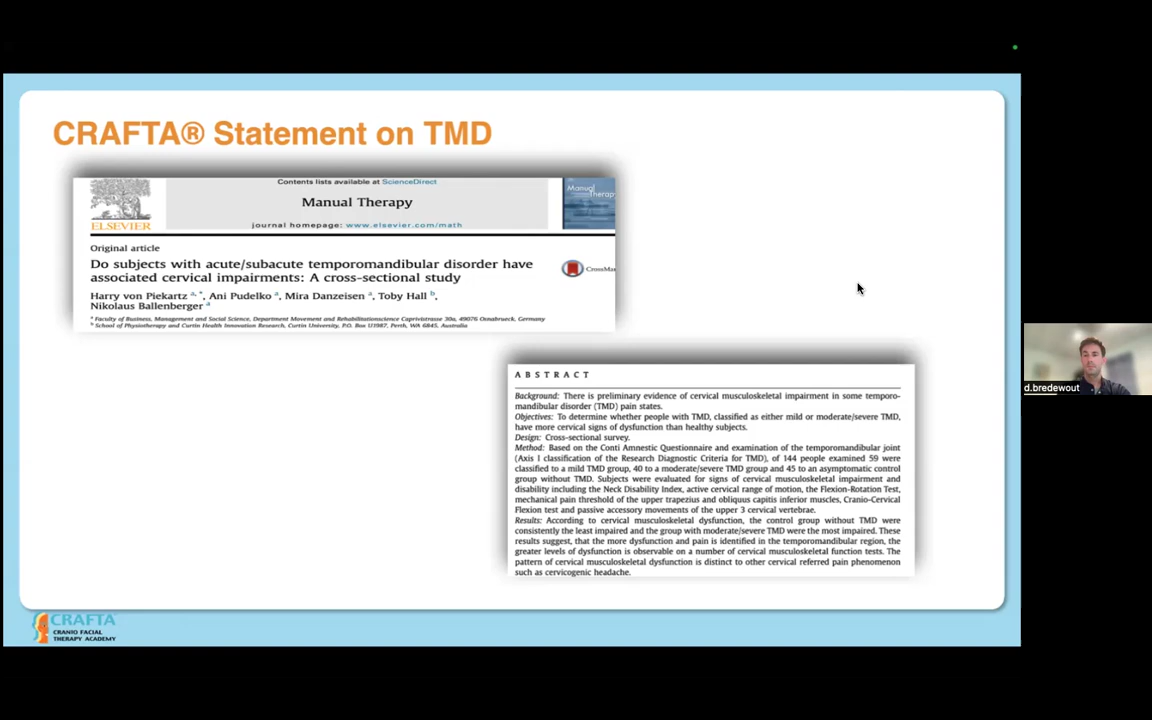 CRAFTA® Statement on TMD
Contents lists available at ScienceDirect
Manual Therapy
journal homepage: www.elsevier.com/math
ELSEVIER
Manual
Therapy
Original article
Do subjects with acute/subacute temporomandibular disorder have
associated cervical impairments: A cross-sectional study
CrossMa
Harry von Piekartz a, *, Ani Pudelko a, Mira Danzeisen a, Toby Hall b,
Nikolaus Ballenberger a
a Faculty of Business, Management and Social Science, Department Movement and Rehabilitationscience Caprivistrasse 30a, 49076 Osnabrueck, Germany
b School of Physiotherapy and Curtin Health Innovation Research, Curtin University, P.O. Box U1987, Perth, WA 6845, Australia
ABSTRACT
Background: There is preliminary evidence of cervical musculoskeletal impairment in some temporo-
mandibular disorder (TMD) pain states.
Objectives: To determine whether people with TMD, classified as either mild or moderate/severe TMD,
have more cervical signs of dysfunction than healthy subjects.
Design: Cross-sectional survey.
Method: Based on the Conti Amnestic Questionnaire and examination of the temporomandibular joint
(Axis I classification of the Research Diagnostic Criteria for TMD), of 144 people examined 59 were
classified to a mild TMD group, 40 to a moderate/severe TMD group and 45 to an asymptomatic control
group without TMD. Subjects were evaluated for signs of cervical musculoskeletal impairment and
disability including the Neck Disability Index, active cervical range of motion, the Flexion-Rotation Test,
mechanical pain threshold of the upper trapezius and obliquus capitis inferior muscles, Cranio-Cervical
Flexion test and passive accessory movements of the upper 3 cervical vertebrae.
Results: According to cervical musculoskeletal dysfunction, the control group without TMD were
consistently the least impaired and the group with moderate/severe TMD were the most impaired. These
results suggest, that the more dysfunction and pain is identified in the temporomandibular region, the
greater levels of dysfunction is observable on a number of cervical musculoskeletal function tests. The
pattern of cervical musculoskeletal dysfunction is distinct to other cervical referred pain phenomenon
such as cervicogenic headache.
d.bredewout
CRAFTA
CRANIO FACIAL
THERAPY ACADEMY